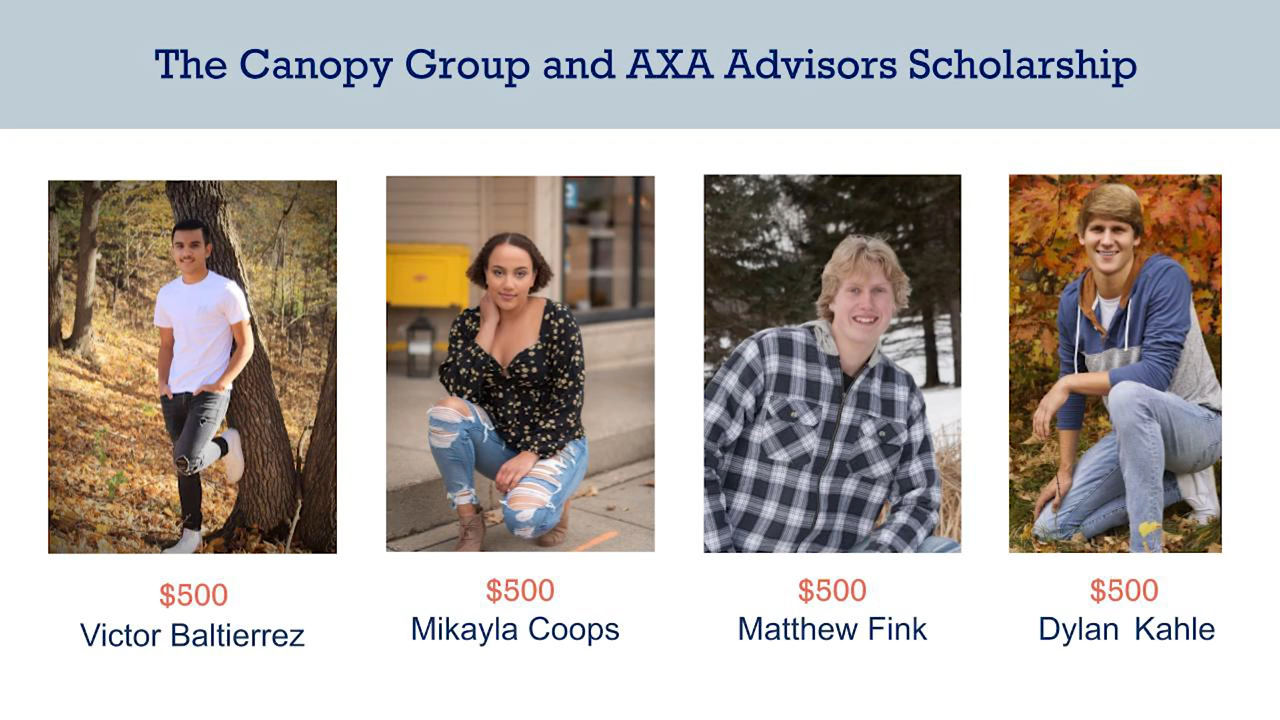 The Canopy Group and AXA Advisors Scholarship
$500
Victor Baltierrez
$500
Mikayla Coops
$500
Matthew Fink
$500
Dylan Kahle